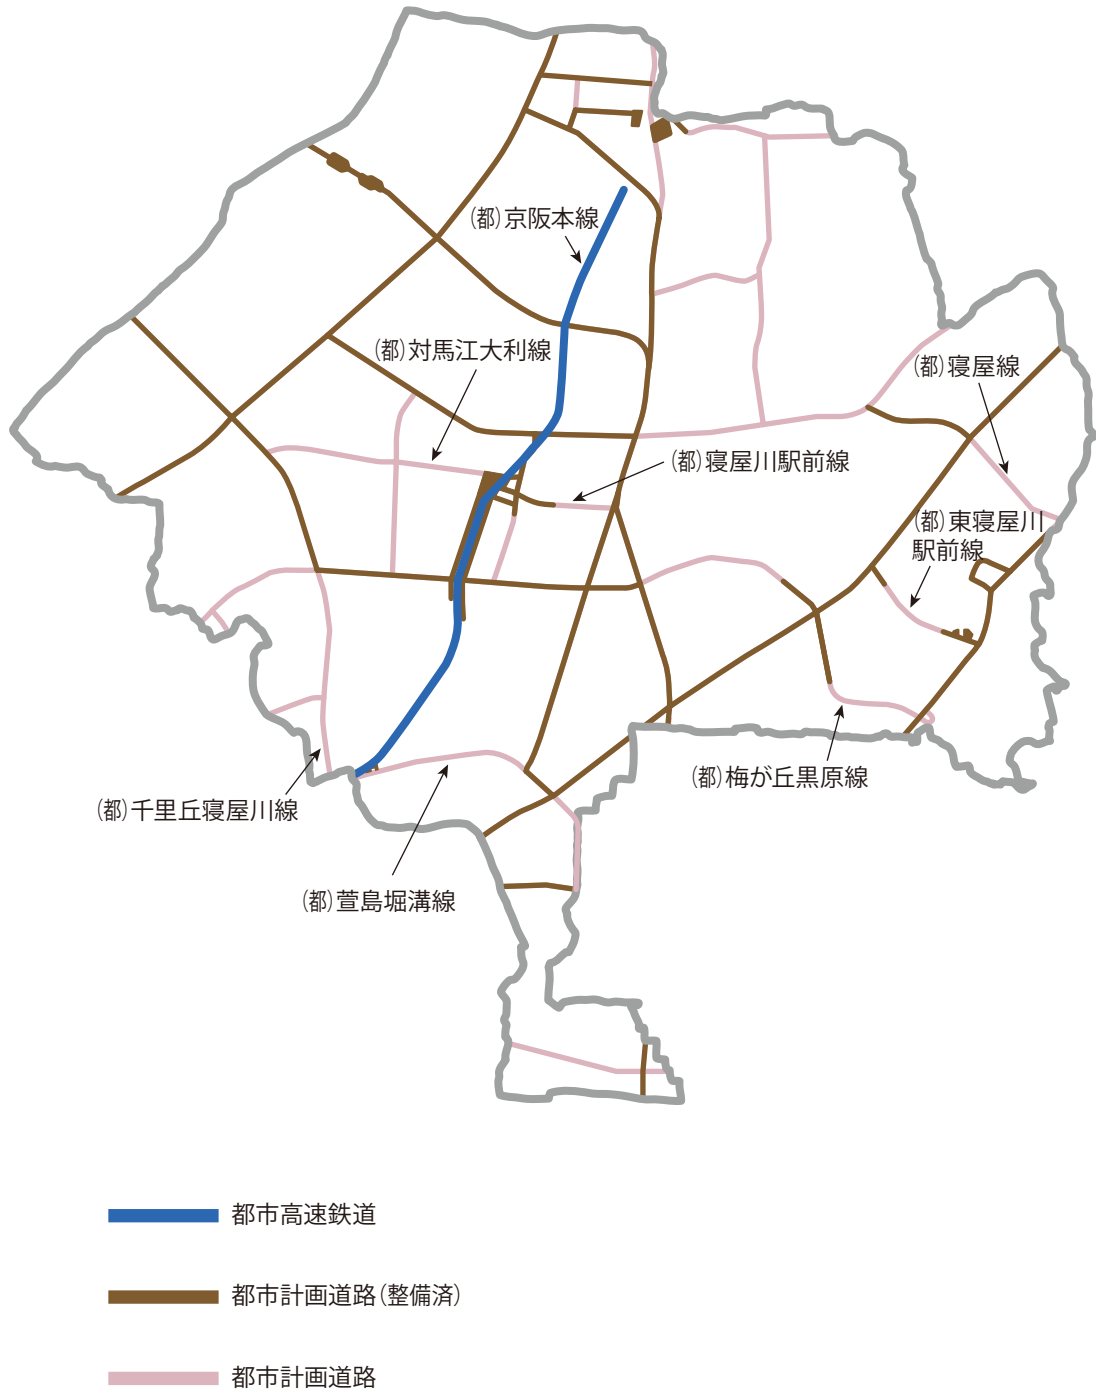 (都)京阪本線
(都)対馬江大利線
(都)寝屋線
(都)寝屋川駅前線
(都)東寝屋川
駅前線
(都)梅が丘黒原線
(都)千里丘寝屋川線
(都)萱島堀溝線
都市高速鉄道
都市計画道路(整備済)
都市計画道路